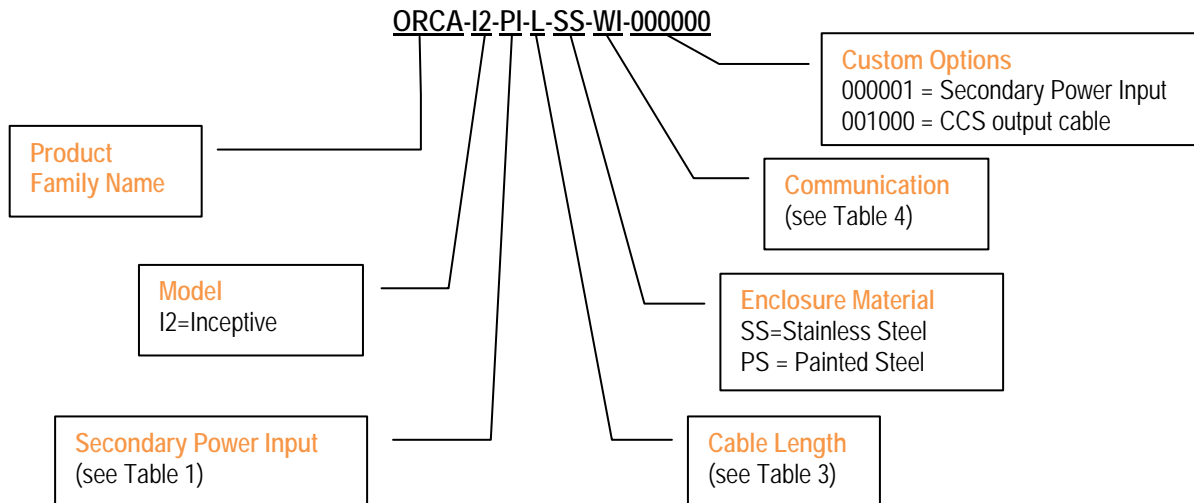 ORCA-I2-PI-L-SS-WI-000000
Custom Options
000001 = Secondary Power Input
001000 = CCS output cable
Product
Family Name
Communication
(see Table 4)
Model
I2=Inceptive
Enclosure Material
SS=Stainless Steel
PS = Painted Steel
Secondary Power Input
(see Table 1)
Cable Length
(see Table 3)